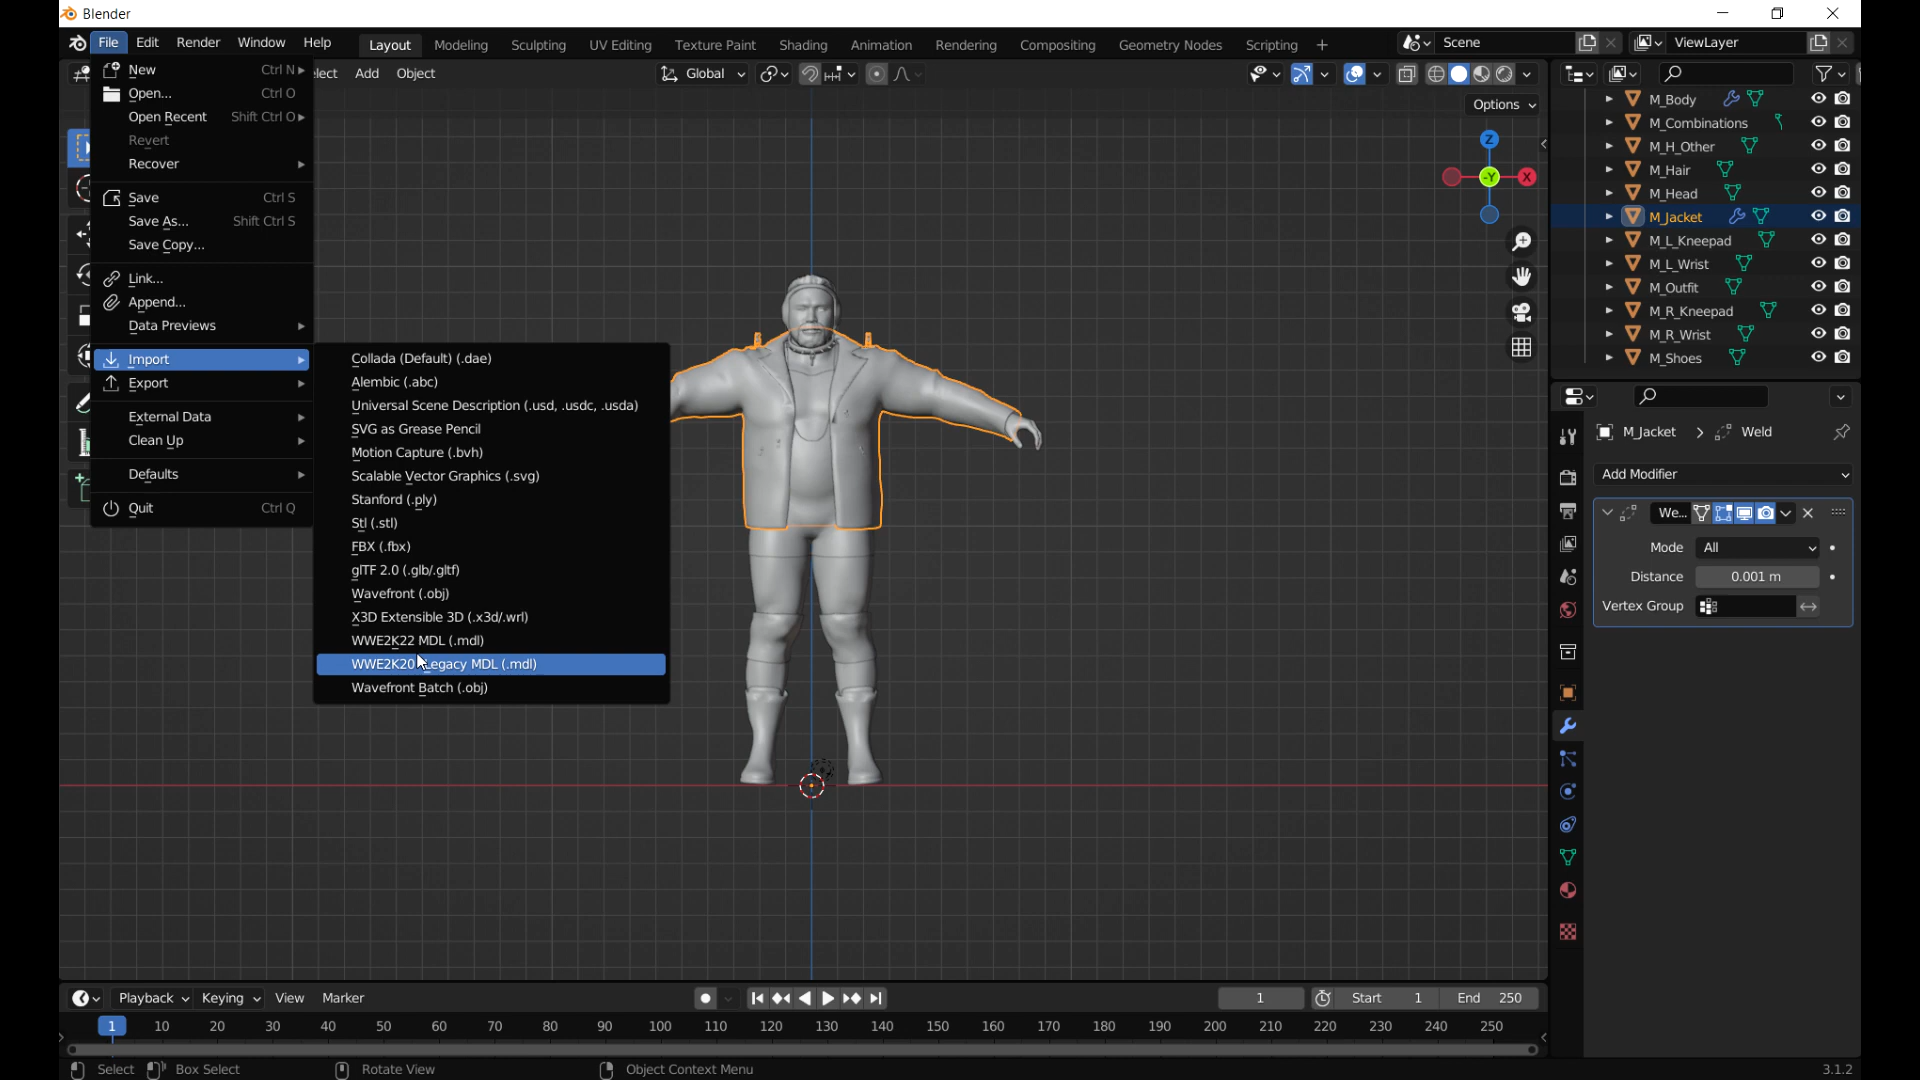 Blender
File Edit Render Window Help Layout Modeling Sculpting UV Editing Texture Paint Shading Animation Rendering Compositing Geometry Nodes Scripting + Scene ViewLayer
elect Add Object Global
Options
New Ctrl N
Open... Ctrl O
Open Recent Shift Ctrl O
Revert
Recover
Save Ctrl S
Save As... Shift Ctrl S
Save Copy...
Link...
Append...
Data Previews
Import
Export
External Data
Clean Up
Defaults
Quit Ctrl Q
Collada (Default) (.dae)
Alembic (.abc)
Universal Scene Description (.usd, .usdc, .usda)
SVG as Grease Pencil
Motion Capture (.bvh)
Scalable Vector Graphics (.svg)
Stanford (.ply)
Stl (.stl)
FBX (.fbx)
glTF 2.0 (.glb/.gltf)
Wavefront (.obj)
X3D Extensible 3D (.x3d/.wrl)
WWE2K22 MDL (.mdl)
WWE2K20 Legacy MDL (.mdl)
Wavefront Batch (.obj)
Z
-Y X
M_Body
M_Combinations
M_H_Other
M_Hair
M_Head
M_Jacket
M_L_Kneepad
M_L_Wrist
M_Outfit
M_R_Kneepad
M_R_Wrist
M_Shoes
M_Jacket > Weld
Add Modifier
We...
Mode All
Distance 0.001 m
Vertex Group
Playback Keying View Marker 1 Start 1 End 250
1 10 20 30 40 50 60 70 80 90 100 110 120 130 140 150 160 170 180 190 200 210 220 230 240 250
Select Box Select Rotate View Object Context Menu 3.1.2